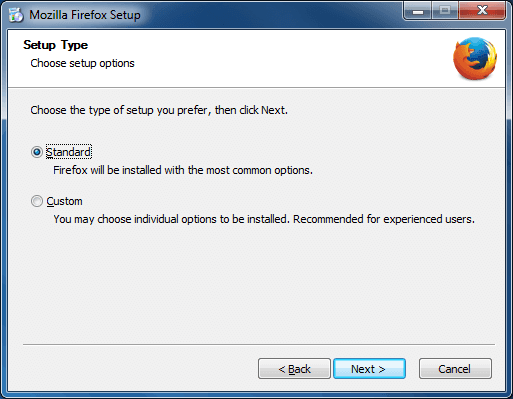 Mozilla Firefox Setup
Setup Type
Choose setup options
Choose the type of setup you prefer, then click Next.
Standard
Firefox will be installed with the most common options.
Custom
You may choose individual options to be installed. Recommended for experienced users.
< Back
Next >
Cancel